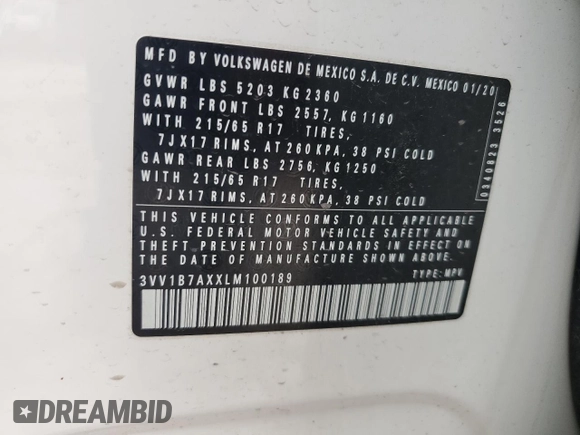 MFD BY VOLKSWAGEN DE MEXICO S.A. DE C.V. MEXICO 01/20
GVWR LBS 5203 KG 2360
GAWR FRONT LBS 2557, KG 1160
WITH 215/65 R17 TIRES,
7JX17 RIMS, AT 260 KPA, 38 PSI COLD
GAWR REAR LBS 2756, KG 1250
WITH 215/65 R17 TIRES,
7JX17 RIMS, AT 260 KPA, 38 PSI COLD
THIS VEHICLE CONFORMS TO ALL APPLICABLE
U.S. FEDERAL MOTOR VEHICLE SAFETY AND
THEFT PREVENTION STANDARDS IN EFFECT ON
THE DATE OF MANUFACTURE SHOWN ABOVE.
3VV1B7AXXLM100189 TYPE: MPV
0340823 3526
DREAMBID